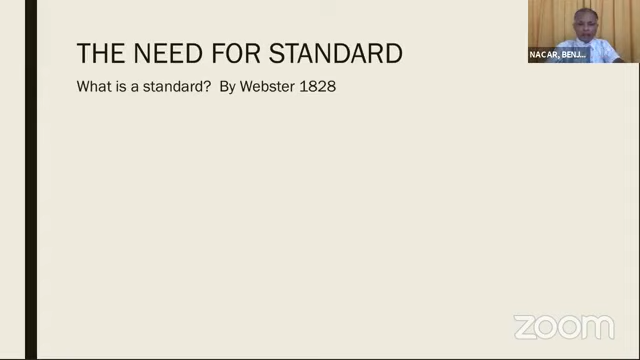 THE NEED FOR STANDARD
What is a standard?  By Webster 1828
NACAR, BENJ...
zoom